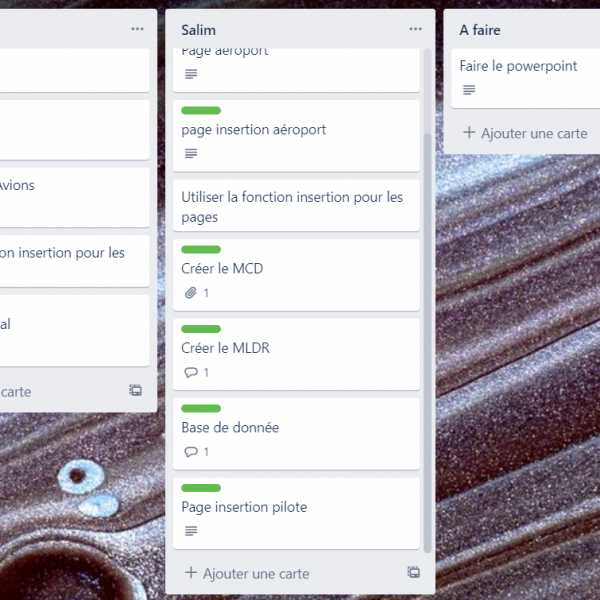 Avions
on insertion pour les
al
carte
Salim
Page aéroport
page insertion aéroport
Utiliser la fonction insertion pour les
pages
Créer le MCD
1
Créer le MLDR
1
Base de donnée
1
Page insertion pilote
+ Ajouter une carte
A faire
Faire le powerpoint
+ Ajouter une carte